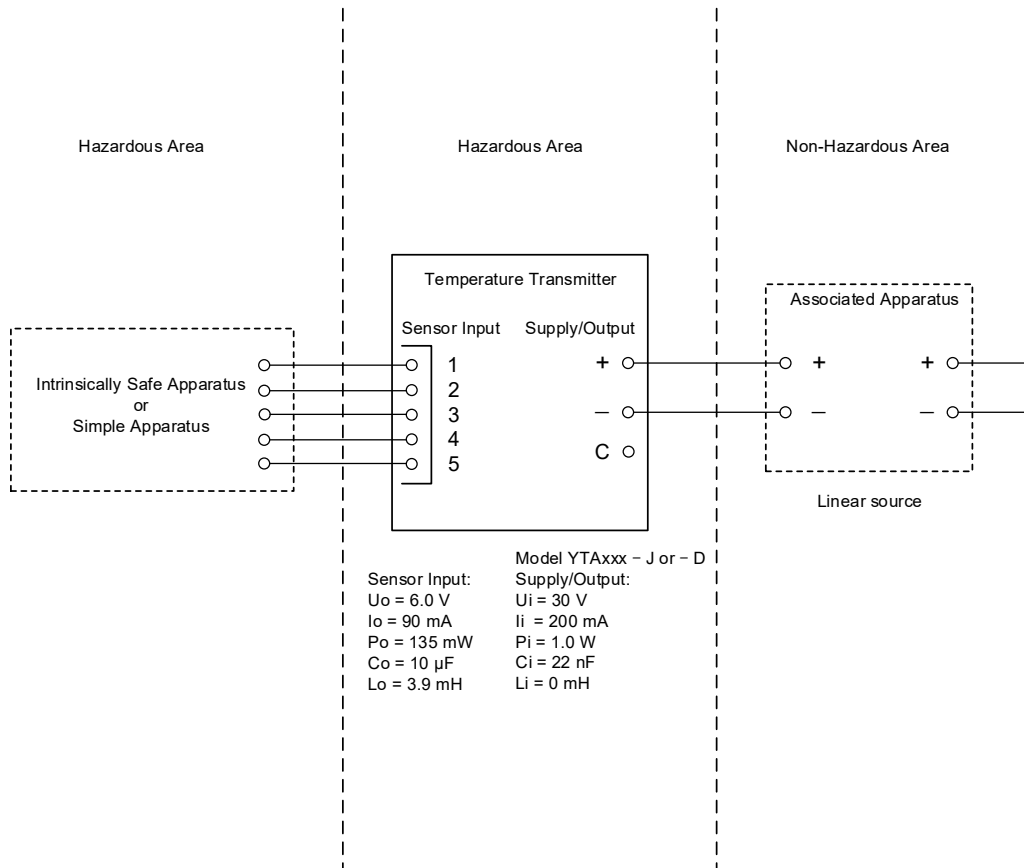 Hazardous Area
Hazardous Area
Non-Hazardous Area
Intrinsically Safe Apparatus
or
Simple Apparatus
Temperature Transmitter
Sensor Input
Supply/Output
1
2
3
4
5
+
–
C
Associated Apparatus
+
+
–
–
Linear source
Model YTAxxx – J or – D
Sensor Input:
Uo = 6.0 V
Io = 90 mA
Po = 135 mW
Co = 10 µF
Lo = 3.9 mH
Supply/Output:
Ui = 30 V
Ii = 200 mA
Pi = 1.0 W
Ci = 22 nF
Li = 0 mH